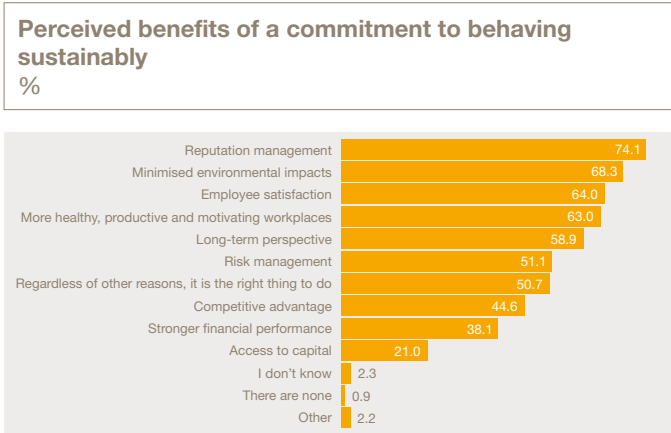 Perceived benefits of a commitment to behaving
sustainably
%
Reputation management 74.1
Minimised environmental impacts 68.3
Employee satisfaction 64.0
More healthy, productive and motivating workplaces 63.0
Long-term perspective 58.9
Risk management 51.1
Regardless of other reasons, it is the right thing to do 50.7
Competitive advantage 44.6
Stronger financial performance 38.1
Access to capital 21.0
I don't know 2.3
There are none 0.9
Other 2.2